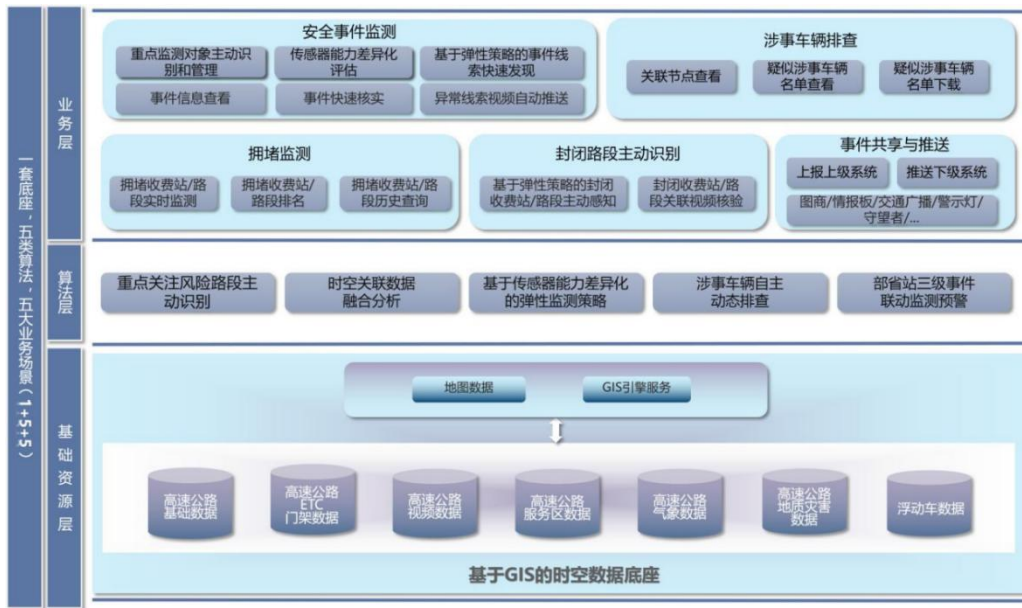 一套底座，五类算法，五大业务场景（1+5+5）
业务层
安全事件监测
重点监测对象主动识
别和管理
传感器能力差异化
评估
基于弹性策略的事件线
索快速发现
事件信息查看
事件快速核实
异常线索视频自动推送
涉事车辆排查
关联节点查看
疑似涉事车辆
名单查看
疑似涉事车辆
名单下载
拥堵监测
拥堵收费站/路
段实时监测
拥堵收费站/
路段排名
拥堵收费站/路
段历史查询
封闭路段主动识别
基于弹性策略的封闭
收费站/路段主动感知
封闭收费站/路
段关联视频核验
事件共享与推送
上报上级系统
推送下级系统
图商/情报板/交通广播/警示灯/
守望者/...
算法层
重点关注风险路段主
动识别
时空关联数据
融合分析
基于传感器能力差异化
的弹性监测策略
涉事车辆自主
动态排查
部省站三级事件
联动监测预警
基础资源层
地图数据
GIS引擎服务
高速公路
基础数据
高速公路
ETC
门架数据
高速公路
视频数据
高速公路
服务区数据
高速公路
气象数据
高速公路
地质灾害
数据
浮动车数据
基于GIS的时空数据底座